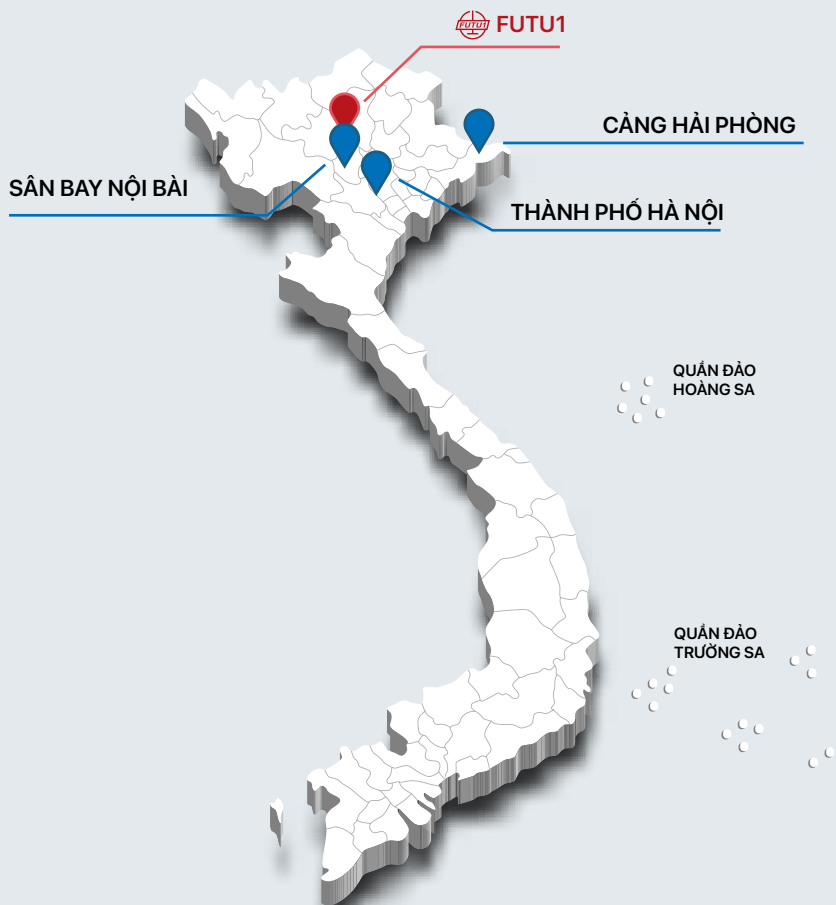 FUTU1 FUTU1
CẢNG HẢI PHÒNG
SÂN BAY NỘI BÀI
THÀNH PHỐ HÀ NỘI
QUẦN ĐẢO
HOÀNG SA
QUẦN ĐẢO
TRƯỜNG SA